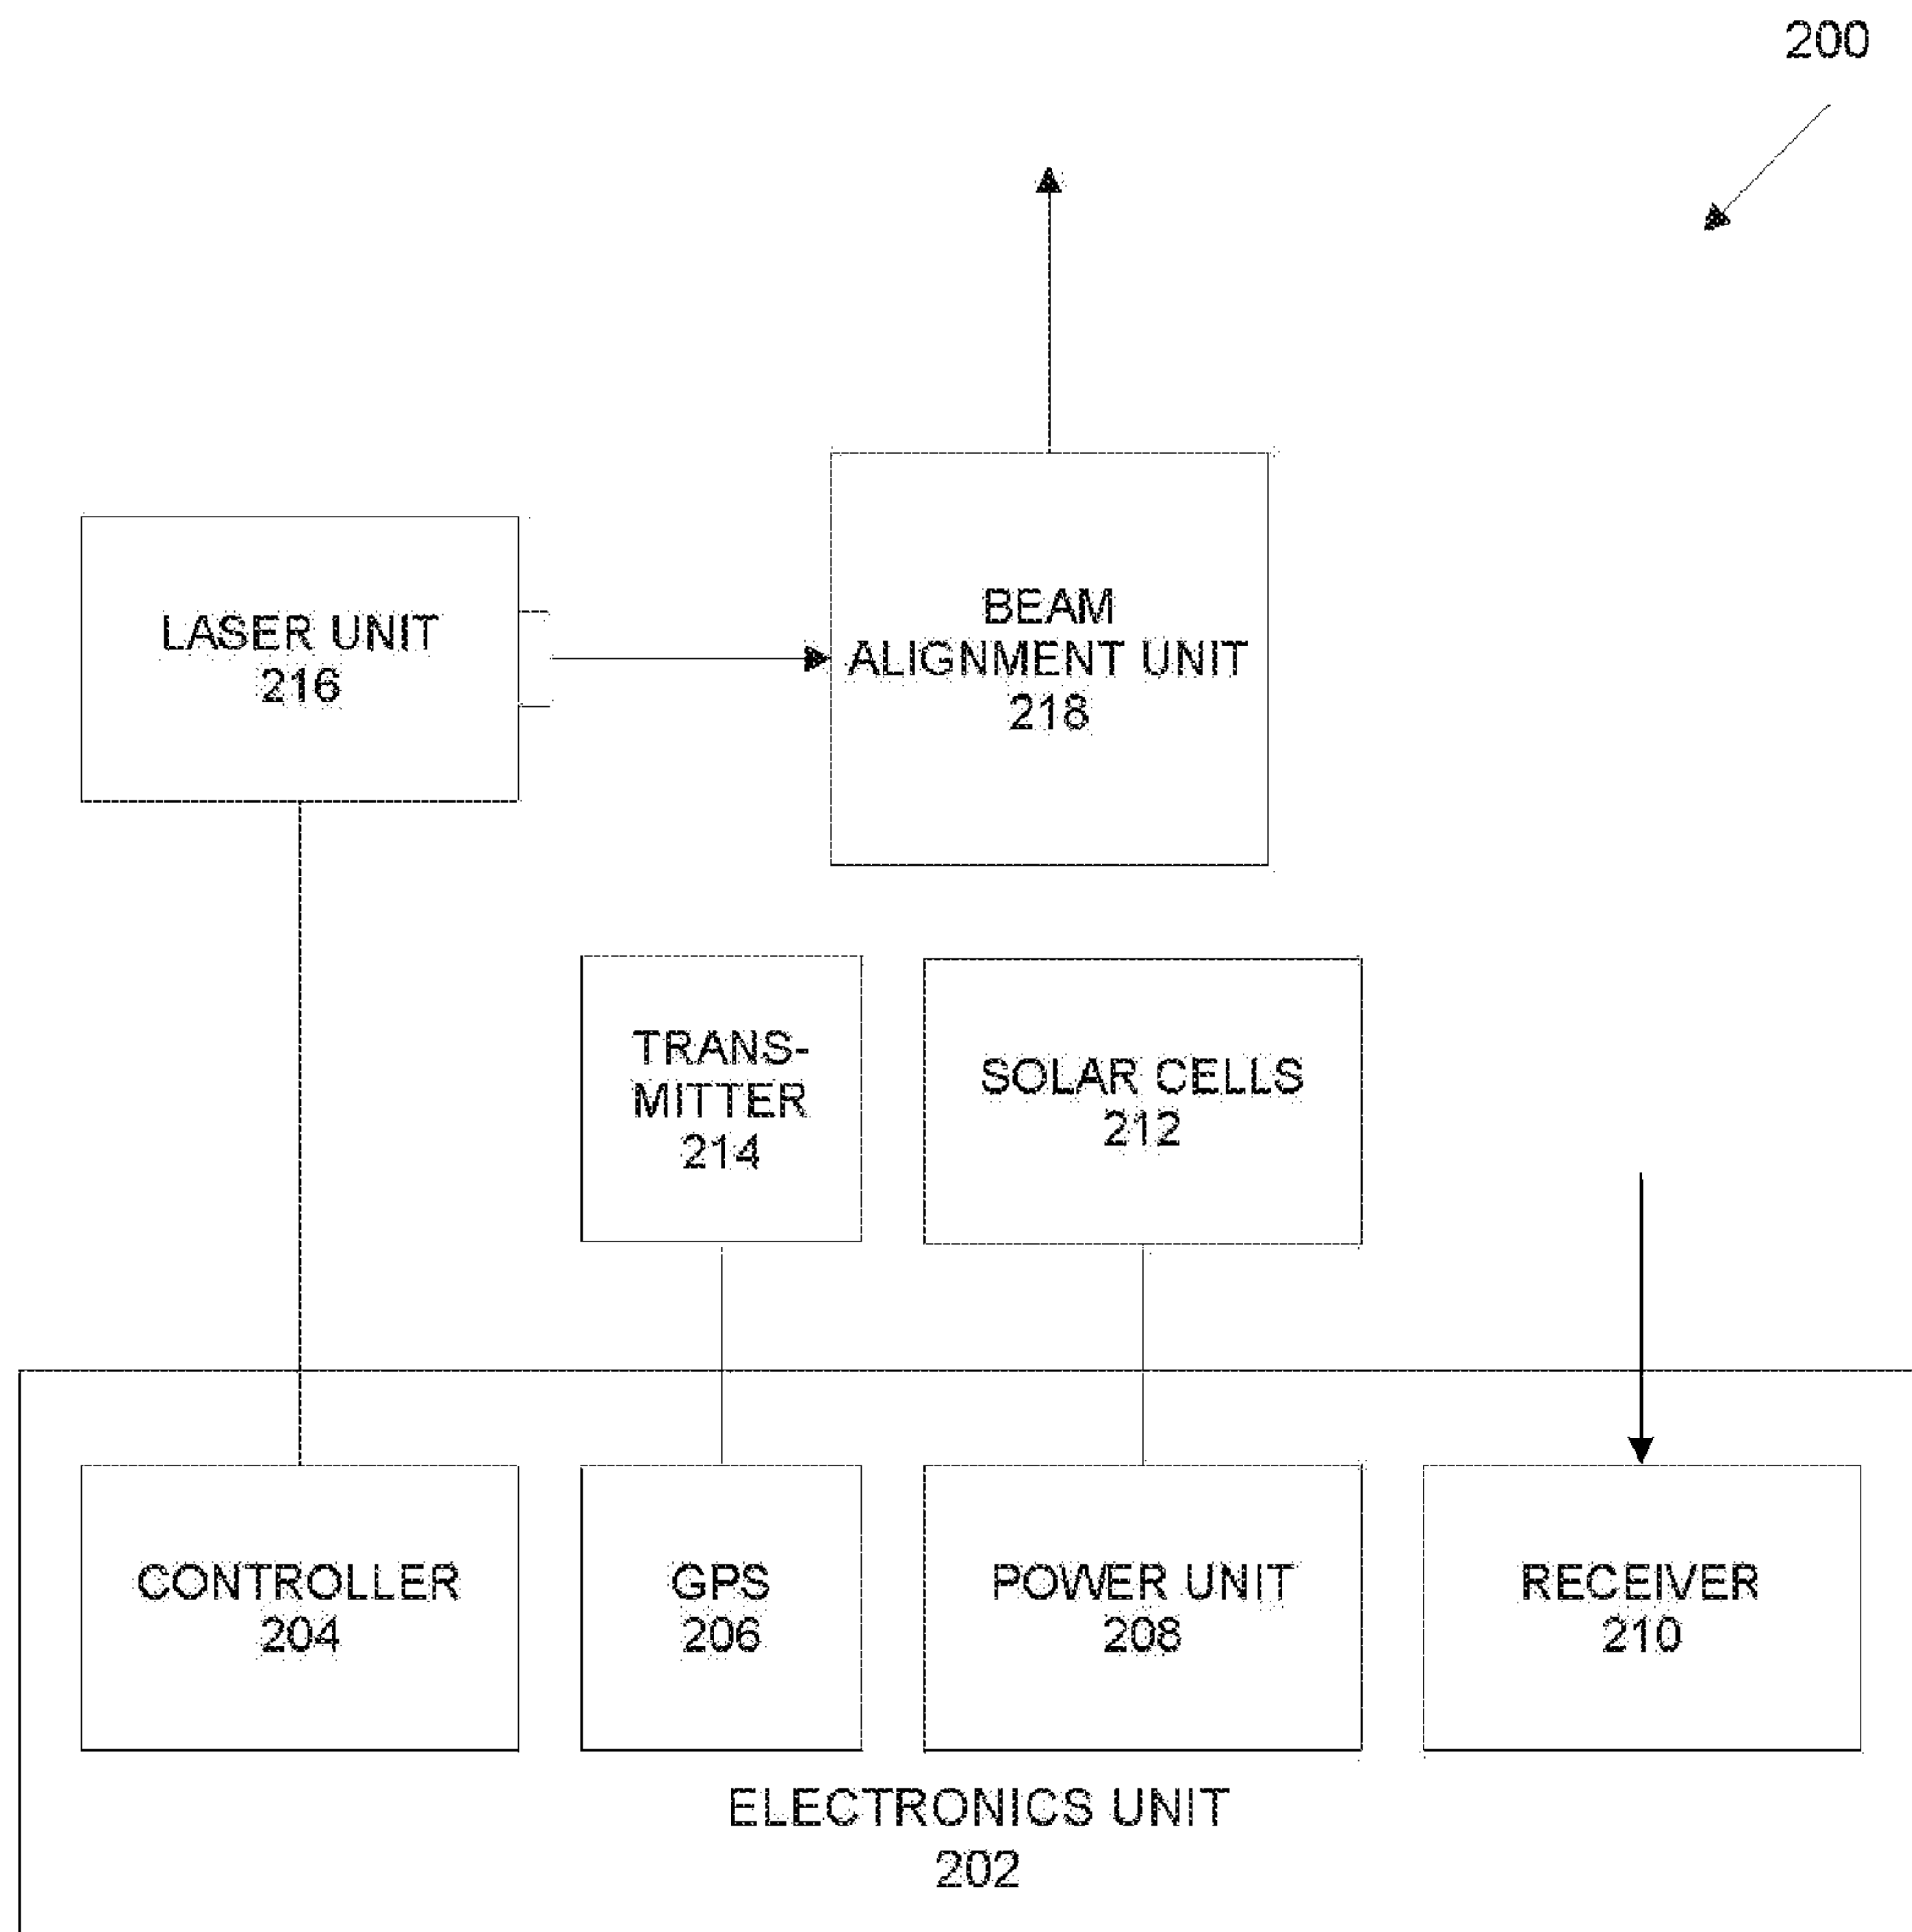 200
LASER UNIT
216
BEAM
ALIGNMENT UNIT
218
TRANS-
MITTER
214
SOLAR CELLS
212
CONTROLLER
204
GPS
206
POWER UNIT
208
RECEIVER
210
ELECTRONICS UNIT
202